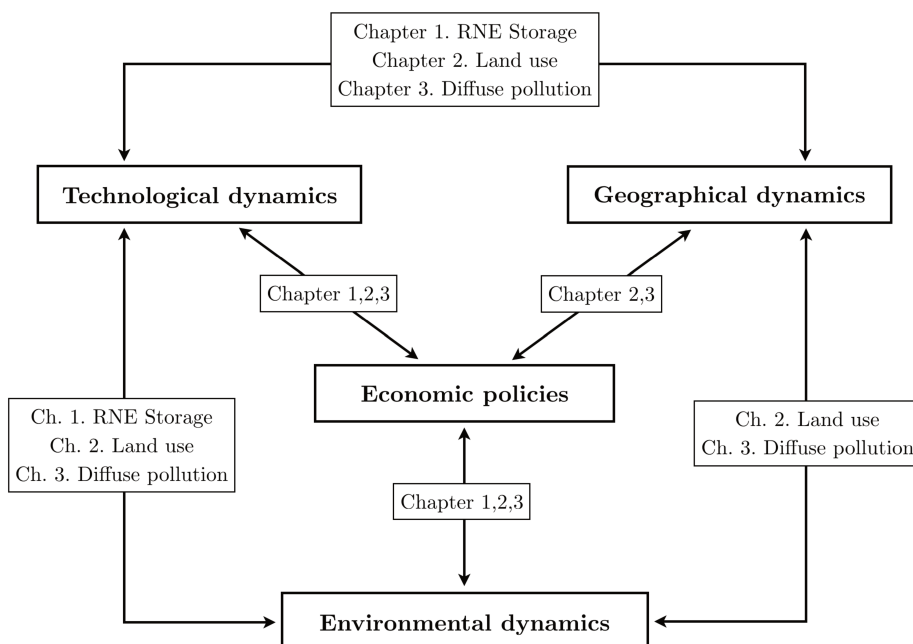 Chapter 1. RNE Storage
Chapter 2. Land use
Chapter 3. Diffuse pollution
Technological dynamics
Geographical dynamics
Chapter 1,2,3
Chapter 2,3
Economic policies
Ch. 1. RNE Storage
Ch. 2. Land use
Ch. 3. Diffuse pollution
Ch. 2. Land use
Ch. 3. Diffuse pollution
Chapter 1,2,3
Environmental dynamics